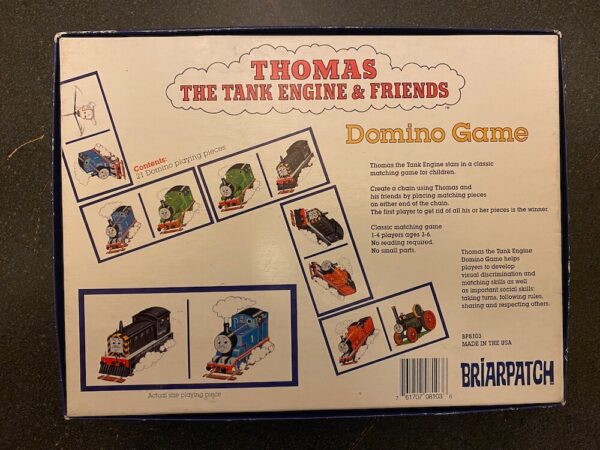 THOMAS
THE TANK ENGINE & FRIENDS
TM
Domino Game
Contents:
21 Domino playing pieces
Thomas the Tank Engine stars in a classic
matching game for children.
Create a chain using Thomas and
his friends by placing matching pieces
on either end of the chain.
The first player to get rid of all his or her pieces is the winner.
Classic matching game
1-4 players ages 3-6.
No reading required.
No small parts.
Thomas the Tank Engine
Domino Game helps
players to develop
visual discrimination and
matching skills as well
as important social skills:
taking turns, following rules,
sharing and respecting others.
BP8103
MADE IN THE USA
Actual size playing piece
7 61707 08103 6
BRIARPATCH